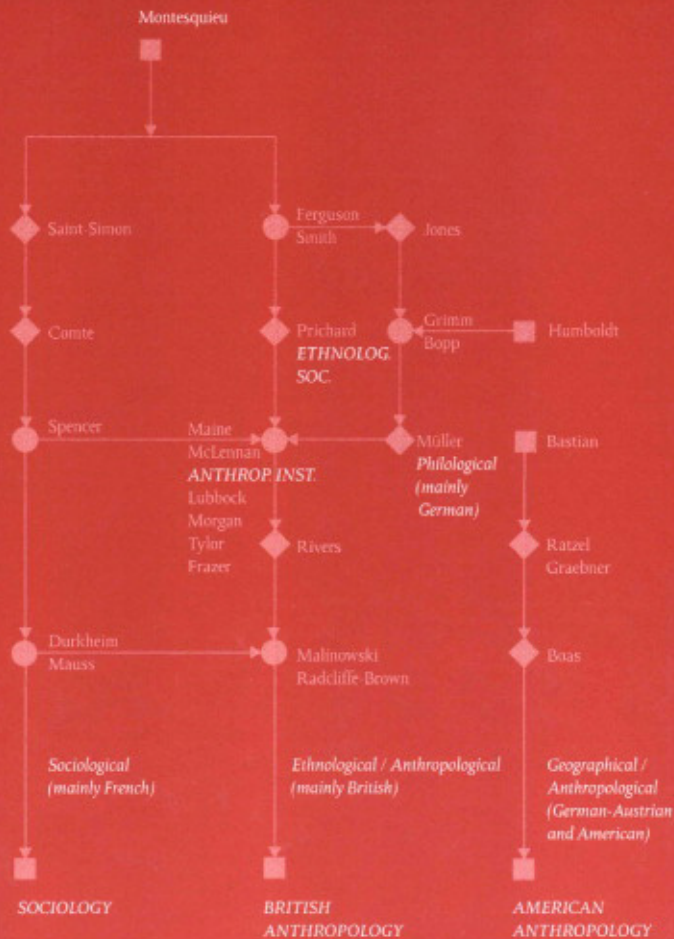 Montesquieu
Saint-Simon
Ferguson
Smith
Jones
Comte
Prichard
ETHNOLOG.
SOC.
Grimm
Bopp
Humboldt
Spencer
Maine
McLennan
ANTHROP. INST.
Lubbock
Morgan
Tylor
Frazer
Müller
Philological
(mainly
German)
Bastian
Rivers
Ratzel
Graebner
Durkheim
Mauss
Malinowski
Radcliffe-Brown
Boas
Sociological
(mainly French)
Ethnological / Anthropological
(mainly British)
Geographical /
Anthropological
(German-Austrian
and American)
SOCIOLOGY
BRITISH
ANTHROPOLOGY
AMERICAN
ANTHROPOLOGY